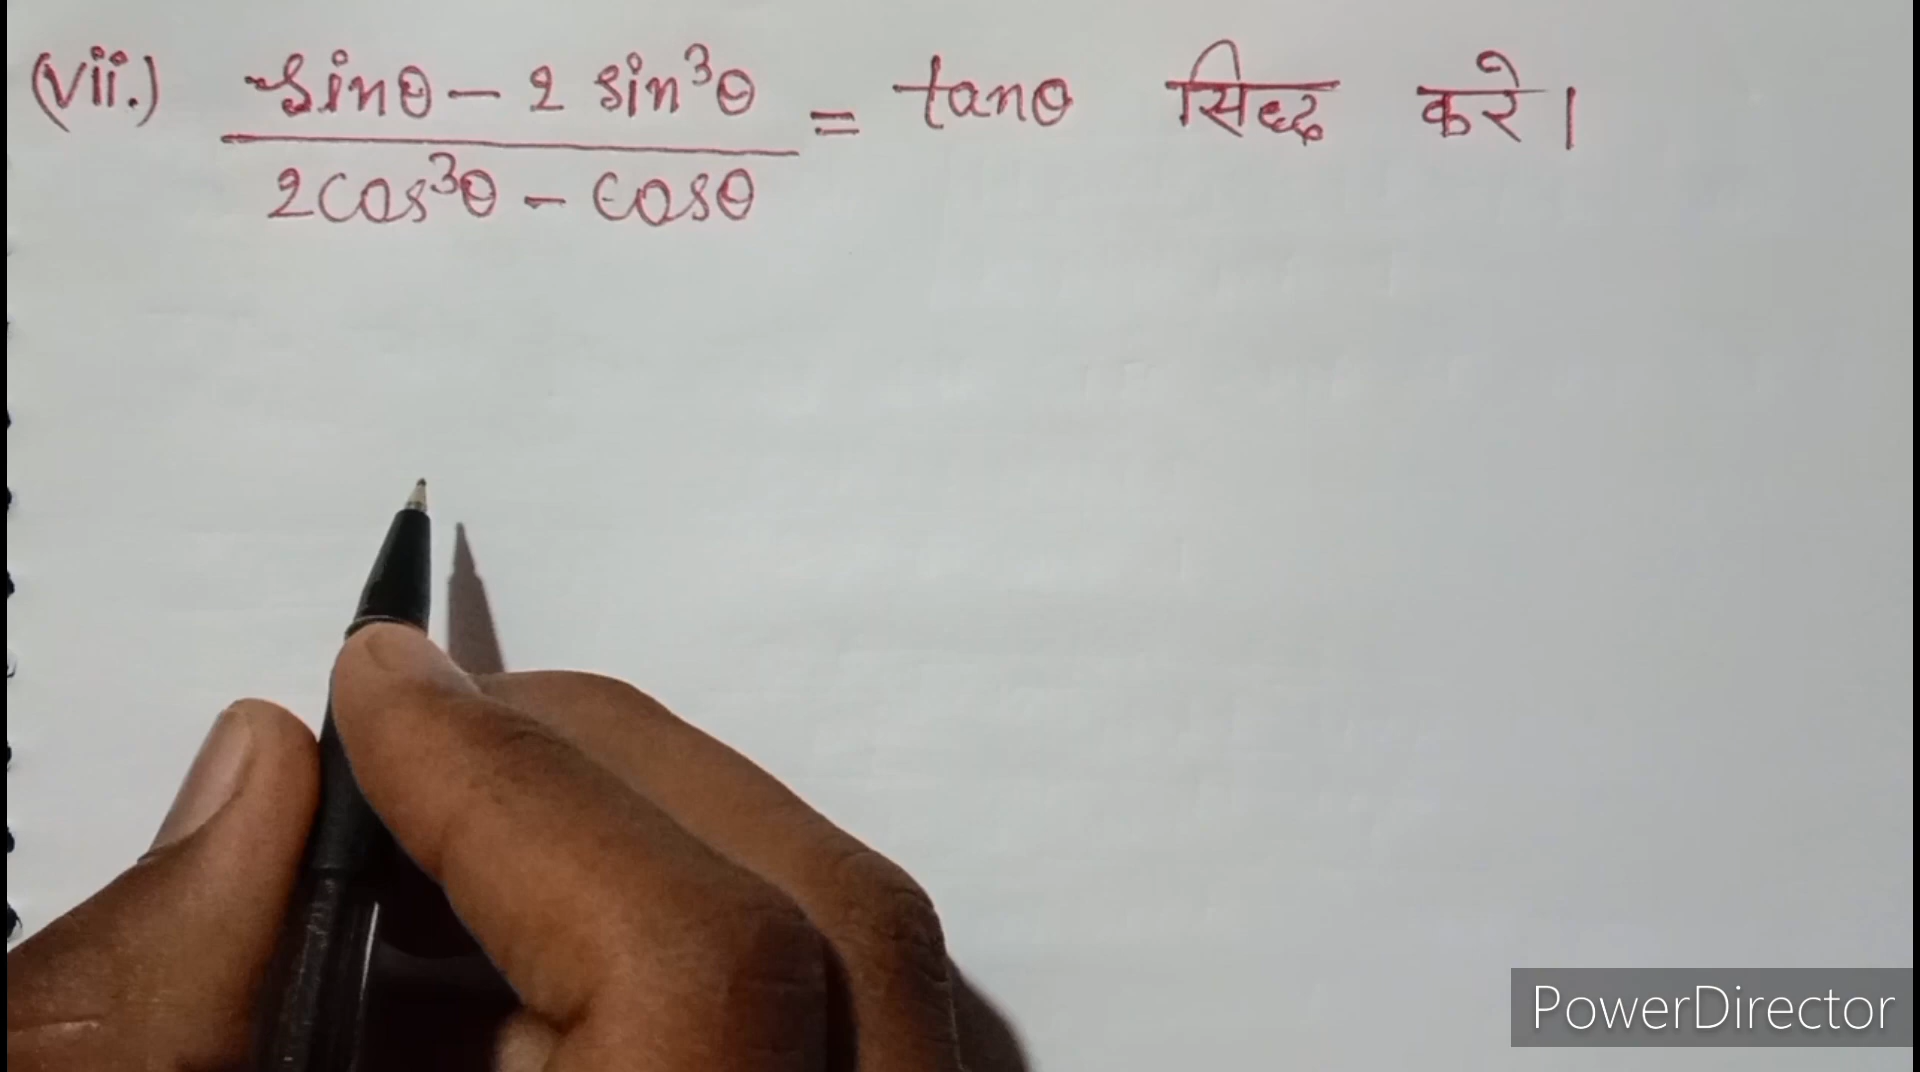 (vii.) sinθ - 2 sin³θ / 2cos³θ - cosθ = tanθ सिद्ध करे।
PowerDirector